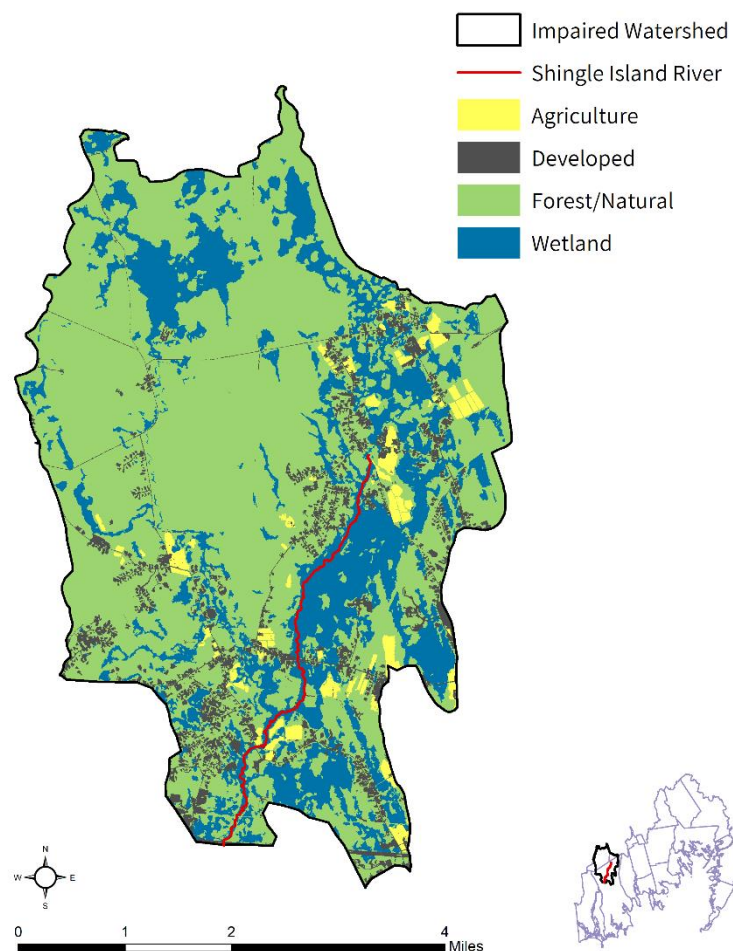 Impaired Watershed
Shingle Island River
Agriculture
Developed
Forest/Natural
Wetland
N
W E
S
0 1 2 4
Miles